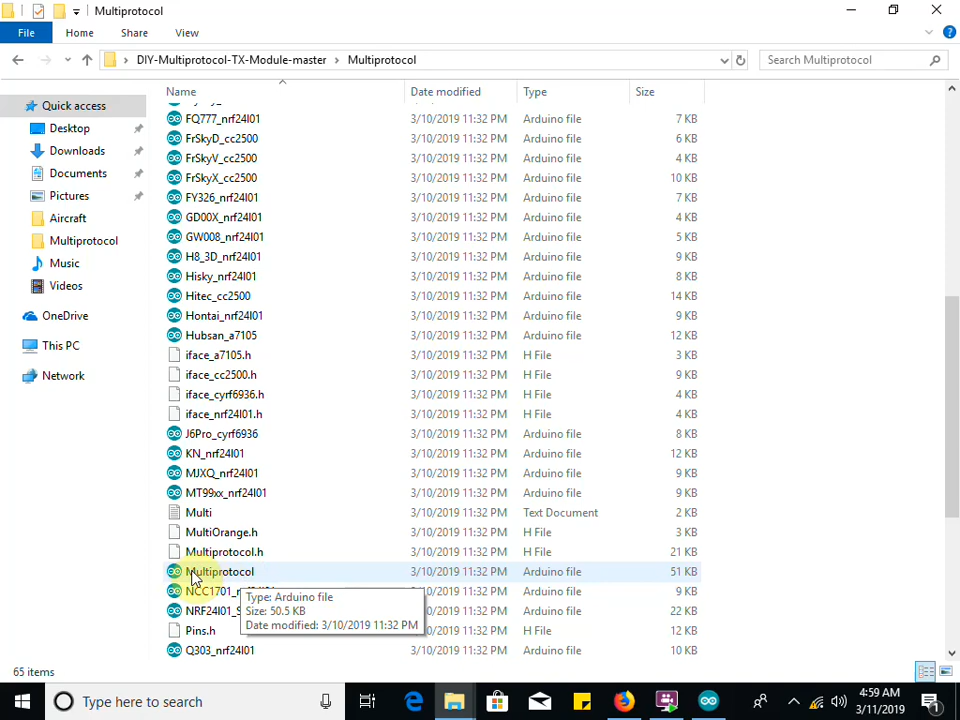 Multiprotocol
File Home Share View
DIY-Multiprotocol-TX-Module-master > Multiprotocol
Search Multiprotocol
Name Date modified Type Size
Quick access
Desktop
Downloads
Documents
Pictures
Aircraft
Multiprotocol
Music
Videos
OneDrive
This PC
Network
FQ777_nrf24l01 3/10/2019 11:32 PM Arduino file 7 KB
FrSkyD_cc2500 3/10/2019 11:32 PM Arduino file 6 KB
FrSkyV_cc2500 3/10/2019 11:32 PM Arduino file 4 KB
FrSkyX_cc2500 3/10/2019 11:32 PM Arduino file 10 KB
FY326_nrf24l01 3/10/2019 11:32 PM Arduino file 7 KB
GD00X_nrf24l01 3/10/2019 11:32 PM Arduino file 4 KB
GW008_nrf24l01 3/10/2019 11:32 PM Arduino file 5 KB
H8_3D_nrf24l01 3/10/2019 11:32 PM Arduino file 9 KB
Hisky_nrf24l01 3/10/2019 11:32 PM Arduino file 8 KB
Hitec_cc2500 3/10/2019 11:32 PM Arduino file 14 KB
Hontai_nrf24l01 3/10/2019 11:32 PM Arduino file 9 KB
Hubsan_a7105 3/10/2019 11:32 PM Arduino file 12 KB
iface_a7105.h 3/10/2019 11:32 PM H File 3 KB
iface_cc2500.h 3/10/2019 11:32 PM H File 9 KB
iface_cyrf6936.h 3/10/2019 11:32 PM H File 4 KB
iface_nrf24l01.h 3/10/2019 11:32 PM H File 4 KB
J6Pro_cyrf6936 3/10/2019 11:32 PM Arduino file 8 KB
KN_nrf24l01 3/10/2019 11:32 PM Arduino file 12 KB
MJXQ_nrf24l01 3/10/2019 11:32 PM Arduino file 9 KB
MT99xx_nrf24l01 3/10/2019 11:32 PM Arduino file 9 KB
Multi 3/10/2019 11:32 PM Text Document 2 KB
MultiOrange.h 3/10/2019 11:32 PM H File 3 KB
Multiprotocol.h 3/10/2019 11:32 PM H File 21 KB
Multiprotocol 3/10/2019 11:32 PM Arduino file 51 KB
NCC1701_nrf24l01 3/10/2019 11:32 PM Arduino file 9 KB
NRF24l01_S 3/10/2019 11:32 PM Arduino file 22 KB
Pins.h 3/10/2019 11:32 PM H File 12 KB
Q303_nrf24l01 3/10/2019 11:32 PM Arduino file 10 KB
Type: Arduino file
Size: 50.5 KB
Date modified: 3/10/2019 11:32 PM
65 items
Type here to search
4:59 AM
3/11/2019
1